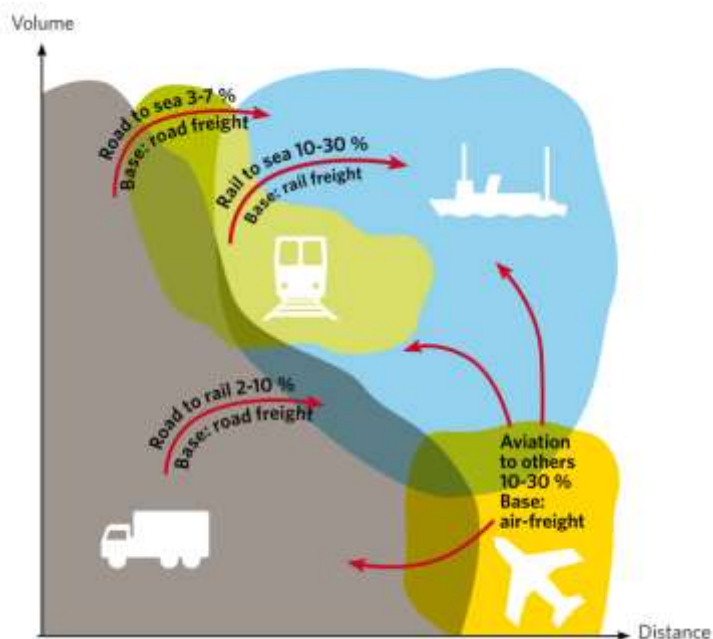 Volume
Road to sea 3-7 %
Base: road freight
Rail to sea 10-30 %
Base: rail freight
Road to rail 2-10 %
Base: road freight
Aviation
to others
10-30 %
Base:
air-freight
Distance